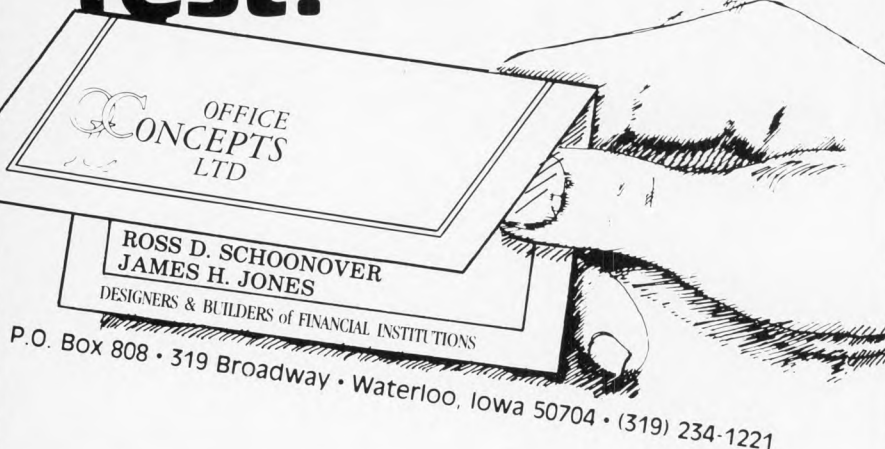 OFFICE
CONCEPTS
LTD
ROSS D. SCHOONOVER
JAMES H. JONES
DESIGNERS & BUILDERS of FINANCIAL INSTITUTIONS
P.O. Box 808 • 319 Broadway • Waterloo, Iowa 50704 • (319) 234-1221